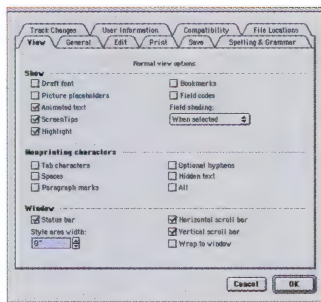 Track Changes User Information Compatibility File Locations
View General Edit Print Save Spelling & Grammar
Normal view options
Show
Draft font
Picture placeholders
Animated text
ScreenTips
Highlight
Bookmarks
Field codes
Field shading:
When selected
Nonprinting characters
Tab characters
Spaces
Paragraph marks
Optional hyphens
Hidden text
All
Window
Status bar
Style area width:
0"
Horizontal scroll bar
Vertical scroll bar
Wrap to window
Cancel OK